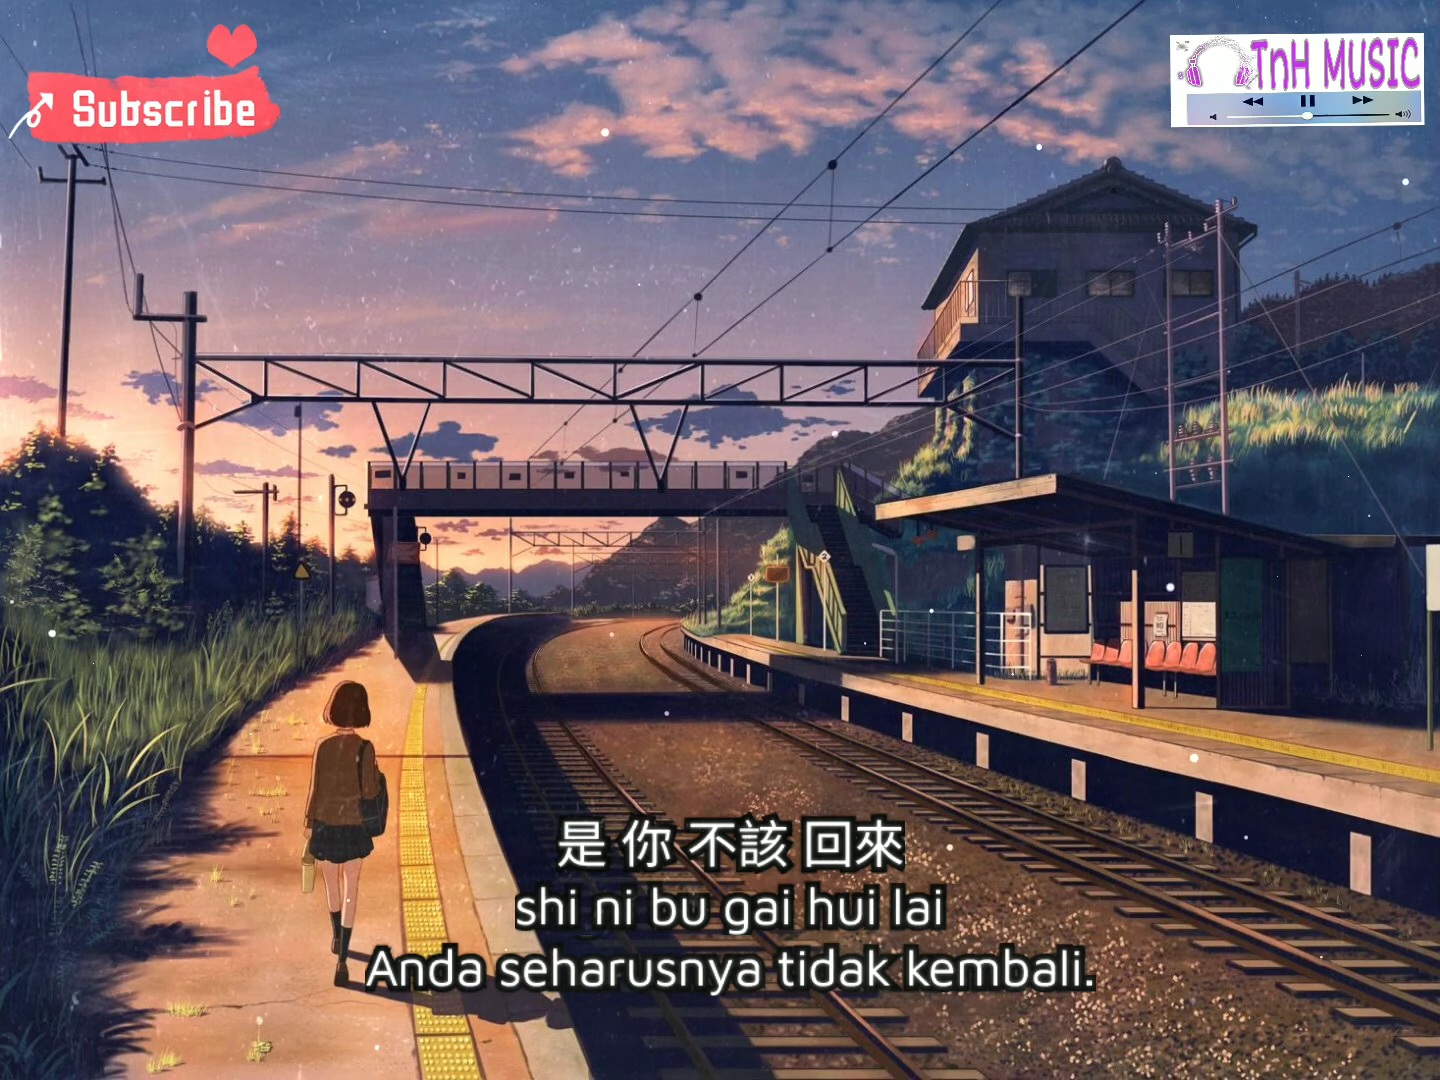 Subscribe
TnH MUSIC
是 你 不該 回來
shi ni bu gai hui lai
Anda seharusnya tidak kembali.